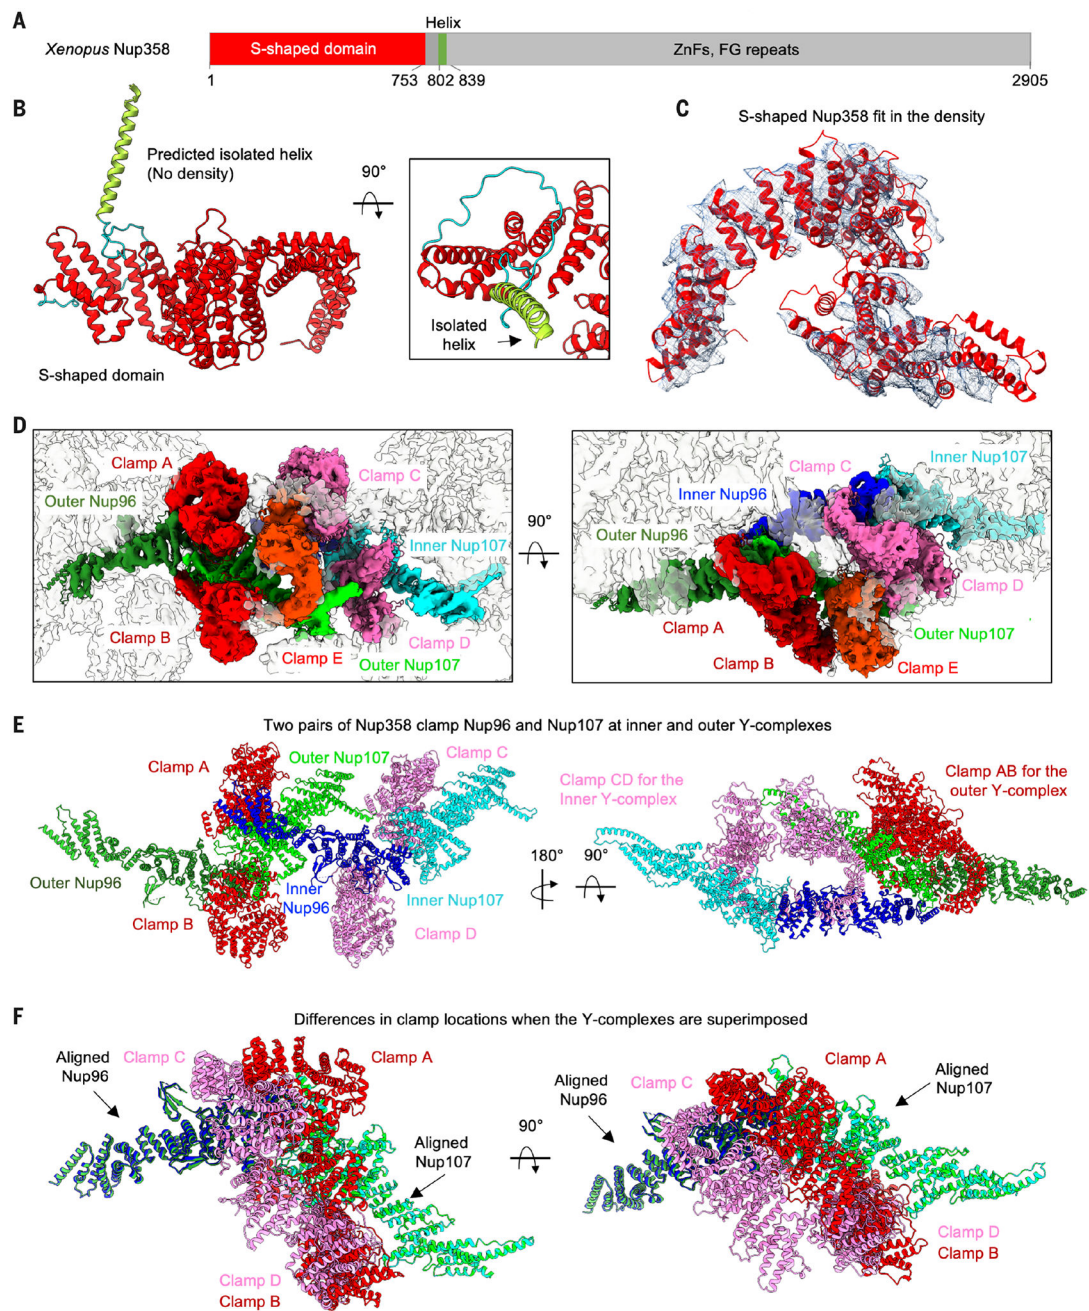 A
Helix
Xenopus Nup358
S-shaped domain
ZnFs, FG repeats
1
753
802
839
2905
B
Predicted isolated helix
(No density)
90°
Isolated
helix
S-shaped domain
C
S-shaped Nup358 fit in the density
D
Clamp A
Clamp C
Outer Nup96
Inner Nup107
Clamp B
Clamp E
Clamp D
Outer Nup107
90°
Clamp C
Inner Nup107
Inner Nup96
Outer Nup96
Clamp D
Clamp A
Outer Nup107
Clamp B
Clamp E
E
Two pairs of Nup358 clamp Nup96 and Nup107 at inner and outer Y-complexes
Clamp A
Outer Nup107
Clamp C
Outer Nup96
Inner
Nup96
Inner Nup107
Clamp B
Clamp D
180°
90°
Clamp CD for the
Inner Y-complex
Clamp AB for the
outer Y-complex
F
Differences in clamp locations when the Y-complexes are superimposed
Aligned
Nup96
Clamp C
Clamp A
Aligned
Nup107
Clamp D
Clamp B
90°
Aligned
Nup96
Clamp C
Clamp A
Aligned
Nup107
Clamp D
Clamp B